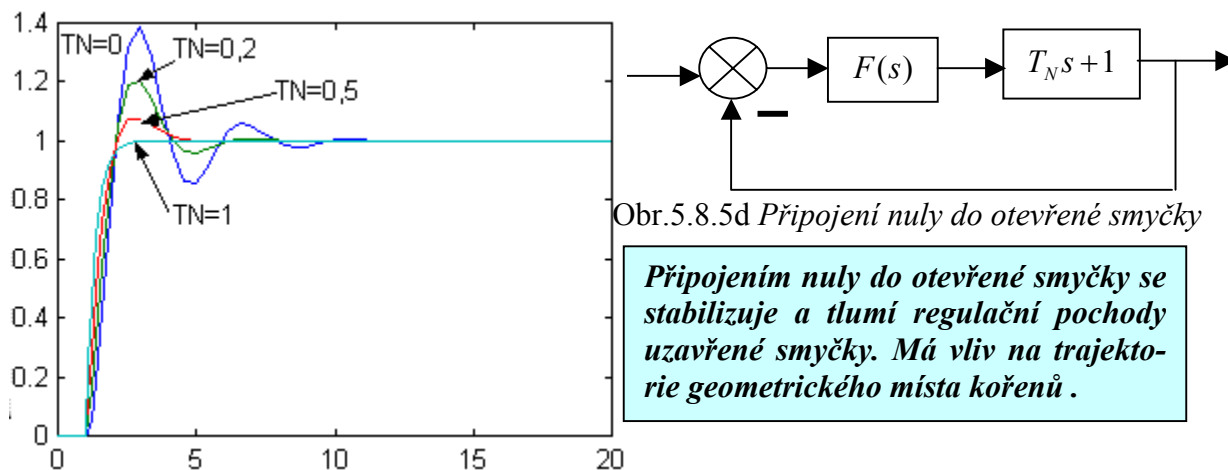 1.4
1.2
1
0.8
0.6
0.4
0.2
0
0
5
10
15
20
TN=0
TN=0,2
TN=0,5
TN=1
F(s)
T_N s+1
Obr.5.8.5d Připojení nuly do otevřené smyčky
Připojením nuly do otevřené smyčky se
stabilizuje a tlumí regulační pochody
uzavřené smyčky. Má vliv na trajekto-
rie geometrického místa kořenů .